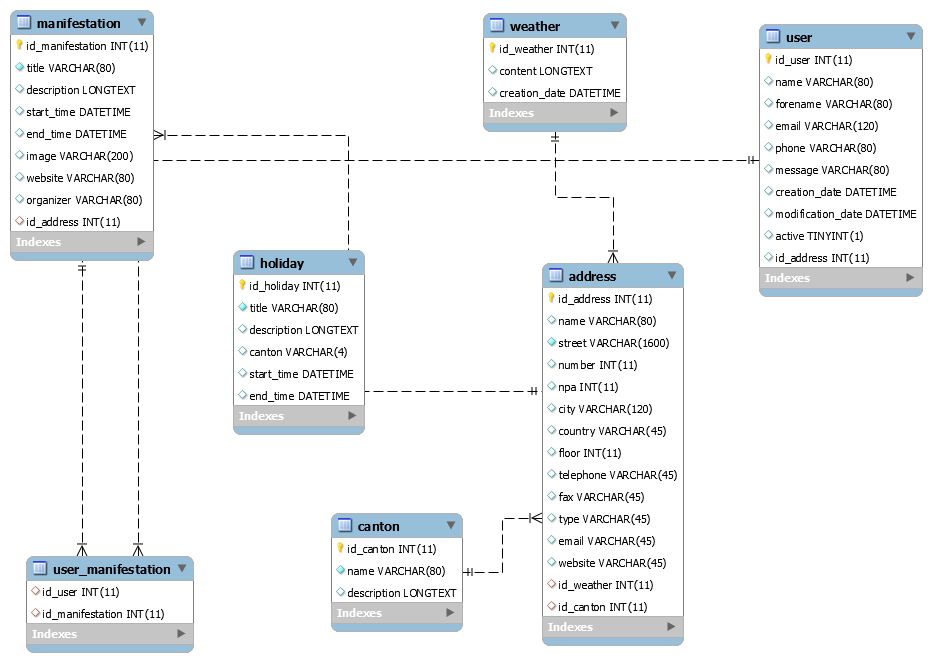 manifestation
id_manifestation INT(11)
title VARCHAR(80)
description LONGTEXT
start_time DATETIME
end_time DATETIME
image VARCHAR(200)
website VARCHAR(80)
organizer VARCHAR(80)
id_address INT(11)
Indexes
weather
id_weather INT(11)
content LONGTEXT
creation_date DATETIME
Indexes
user
id_user INT(11)
name VARCHAR(80)
forename VARCHAR(80)
email VARCHAR(120)
phone VARCHAR(80)
message VARCHAR(80)
creation_date DATETIME
modification_date DATETIME
active TINYINT(1)
id_address INT(11)
Indexes
holiday
id_holiday INT(11)
title VARCHAR(80)
description LONGTEXT
canton VARCHAR(4)
start_time DATETIME
end_time DATETIME
Indexes
address
id_address INT(11)
name VARCHAR(80)
street VARCHAR(1600)
number INT(11)
npa INT(11)
city VARCHAR(120)
country VARCHAR(45)
floor INT(11)
telephone VARCHAR(45)
fax VARCHAR(45)
type VARCHAR(45)
email VARCHAR(45)
website VARCHAR(45)
id_weather INT(11)
id_canton INT(11)
Indexes
canton
id_canton INT(11)
name VARCHAR(80)
description LONGTEXT
Indexes
user_manifestation
id_user INT(11)
id_manifestation INT(11)
Indexes